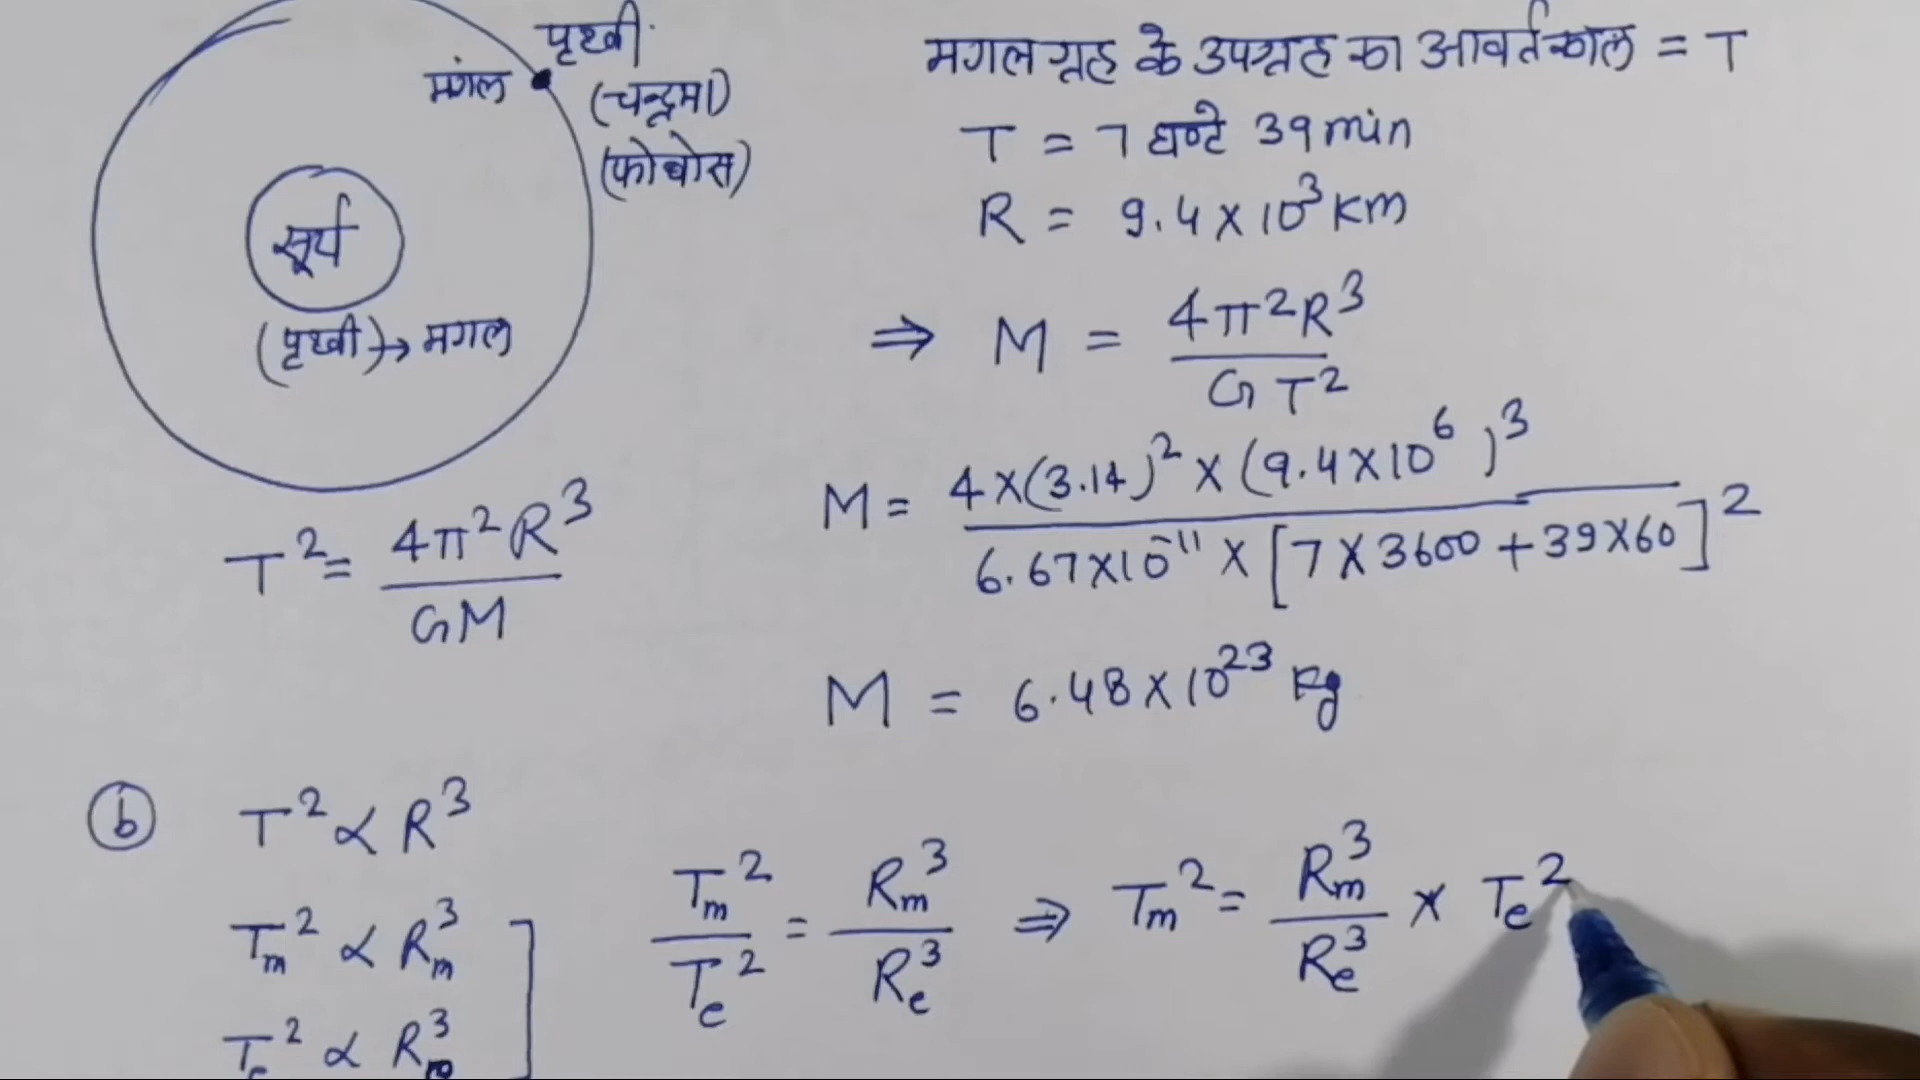 पृथ्वी
मंगल
(चन्द्रमा)
(फोबोस)
सूर्य
(पृथ्वी) → मगल
T² = 4π²R³ / GM
मगल ग्रह के उपग्रह का आवर्तकाल = T
T = 7 घण्टे 39 min
R = 9.4 × 10³ Km
⇒ M = 4π²R³ / GT²
M = 4×(3.14)² × (9.4×10⁶)³ / 6.67×10⁻¹¹ × [7 × 3600 + 39×60]²
M = 6.48 × 10²³ Kg
(b) T² ∝ R³
Tm² ∝ Rm³
Te² ∝
Tm² / Te² = Rm³ / Re³ ⇒ Tm² = Rm³ / Re³ × Te²